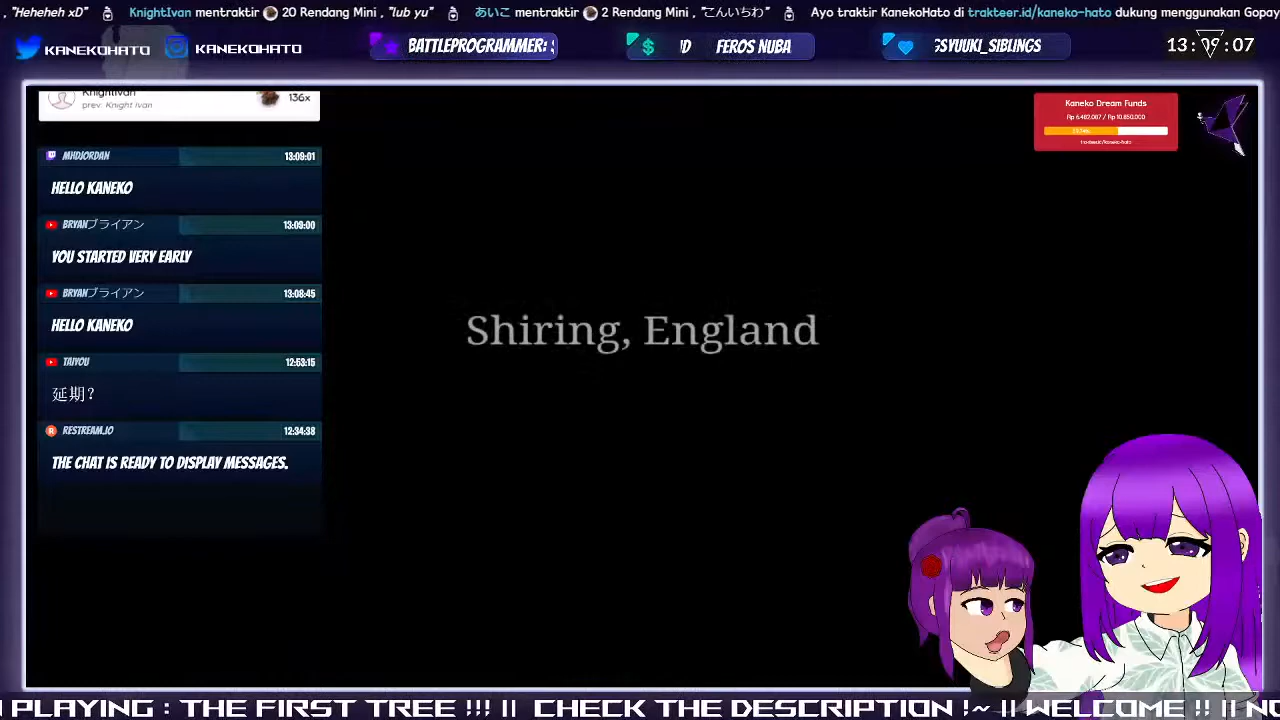 "Heheheh xD" KnightIvan mentraktir 20 Rendang Mini , "lub yu" あいこ mentraktir 2 Rendang Mini , "こんいちわ" Ayo traktir KanekoHato di trakteer.id/kaneko-hato dukung menggunakan Gopay
KANEKOHATO KANEKOHATO BATTLEPROGRAMMER: FEROS NUBA SYUUKI_SIBLINGS
KnightIvan
prev. Knight Ivan 136x
Kaneko Dream Funds
MHDJORDAN 13:09:01
HELLO KANEKO
BRYANブライアン 13:09:00
YOU STARTED VERY EARLY
BRYANブライアン 13:08:45
HELLO KANEKO
TAIYOU 12:53:15
延期?
RESTREAM.IO 12:34:38
THE CHAT IS READY TO DISPLAY MESSAGES.
Shiring, England
PLAYING : THE FIRST TREE !!! || CHECK THE DESCRIPTION !~ || WELCOME !! ||